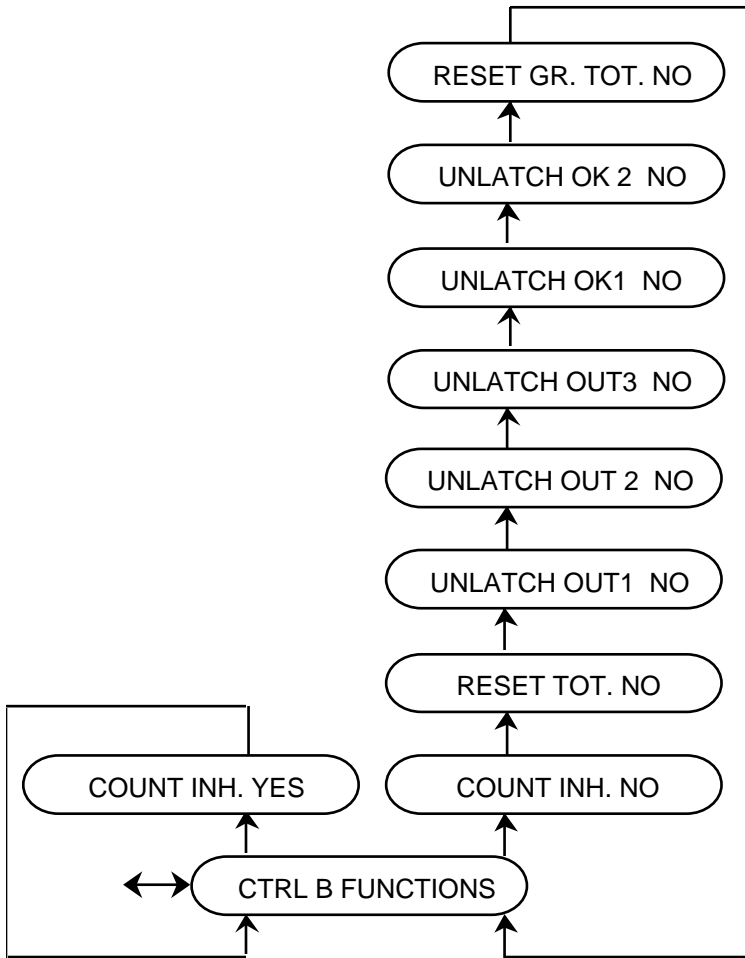 RESET GR. TOT. NO
UNLATCH OK 2 NO
UNLATCH OK1 NO
UNLATCH OUT3 NO
UNLATCH OUT 2 NO
UNLATCH OUT1 NO
RESET TOT. NO
COUNT INH. YES
COUNT INH. NO
CTRL B FUNCTIONS